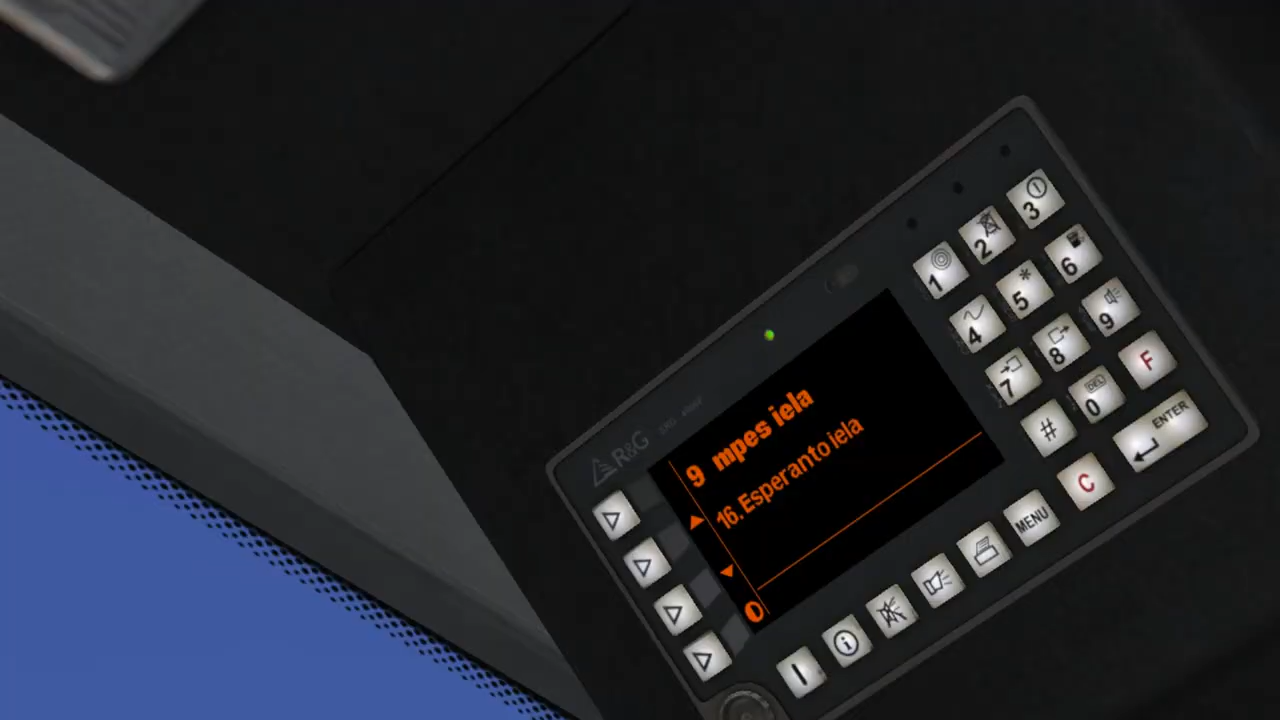 R&G
9 mpes iela
16.Esperanto iela
1
2
3
4
5
6
7
8
9
F
#
DEL
0
ENTER
C
MENU